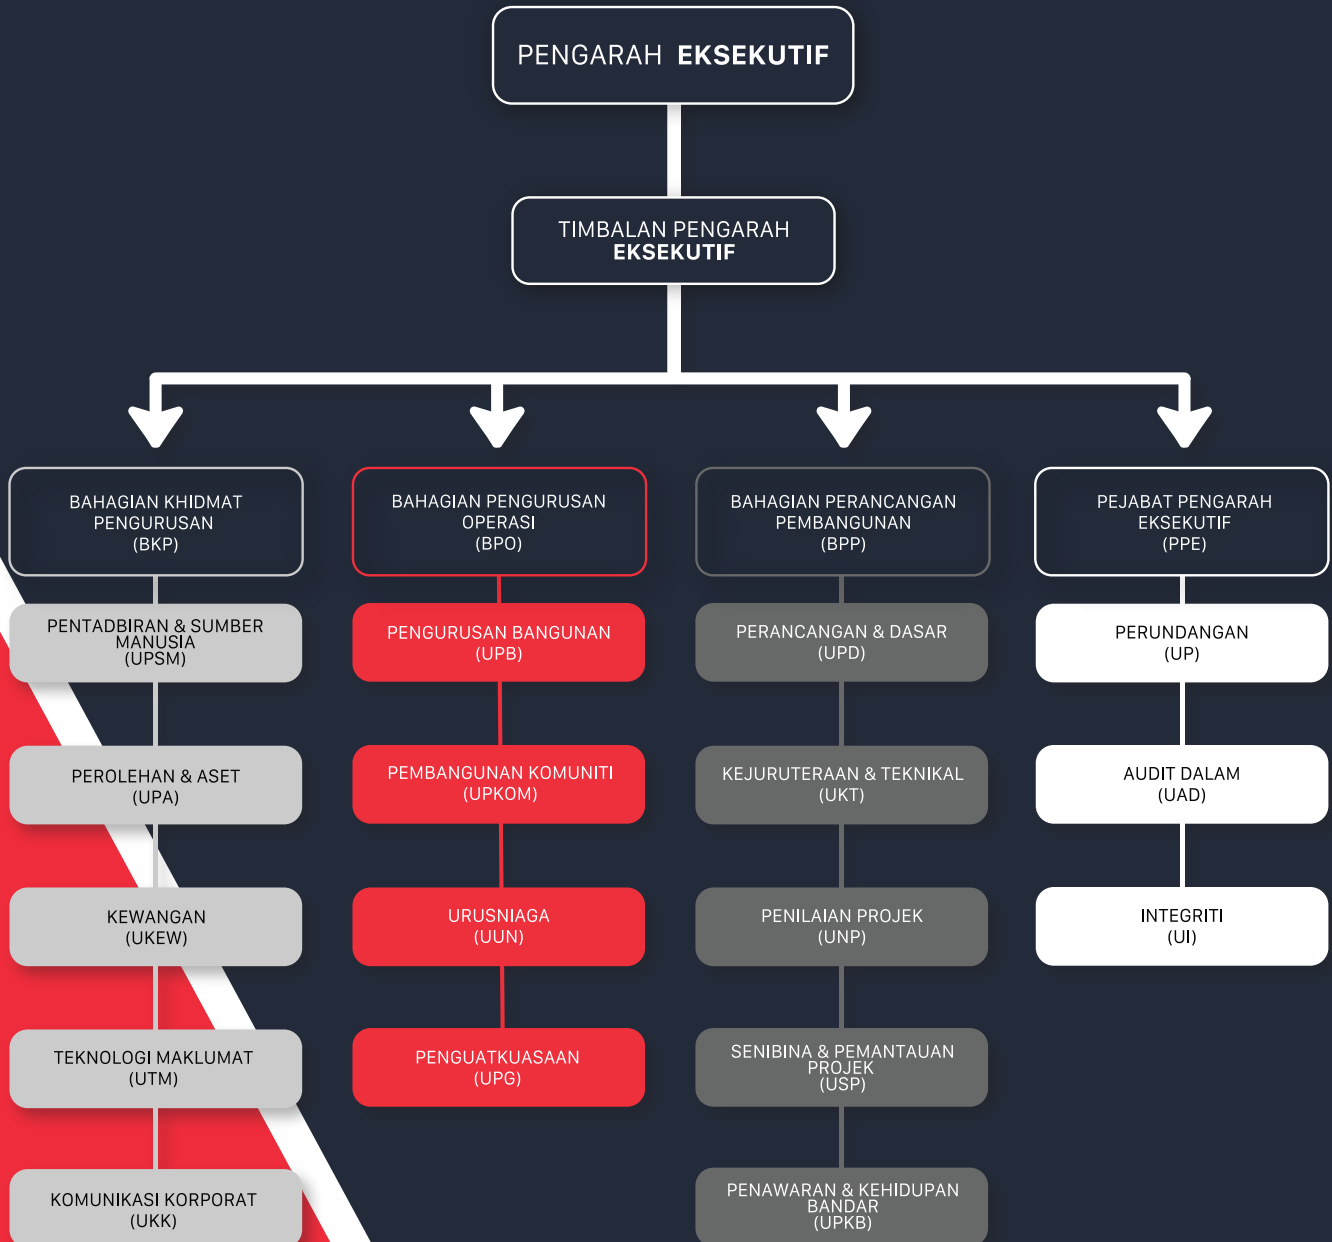 PENGARAH EKSEKUTIF
TIMBALAN PENGARAH
EKSEKUTIF
BAHAGIAN KHIDMAT
PENGURUSAN
(BKP)
PENTADBIRAN & SUMBER
MANUSIA
(UPSM)
PEROLEHAN & ASET
(UPA)
KEWANGAN
(UKEW)
TEKNOLOGI MAKLUMAT
(UTM)
KOMUNIKASI KORPORAT
(UKK)
BAHAGIAN PENGURUSAN
OPERASI
(BPO)
PENGURUSAN BANGUNAN
(UPB)
PEMBANGUNAN KOMUNITI
(UPKOM)
URUSNIAGA
(UUN)
PENGUATKUASAAN
(UPG)
BAHAGIAN PERANCANGAN
PEMBANGUNAN
(BPP)
PERANCANGAN & DASAR
(UPD)
KEJURUTERAAN & TEKNIKAL
(UKT)
PENILAIAN PROJEK
(UNP)
SENIBINA & PEMANTAUAN
PROJEK
(USP)
PENAWARAN & KEHIDUPAN
BANDAR
(UPKB)
PEJABAT PENGARAH
EKSEKUTIF
(PPE)
PERUNDANGAN
(UP)
AUDIT DALAM
(UAD)
INTEGRITI
(UI)